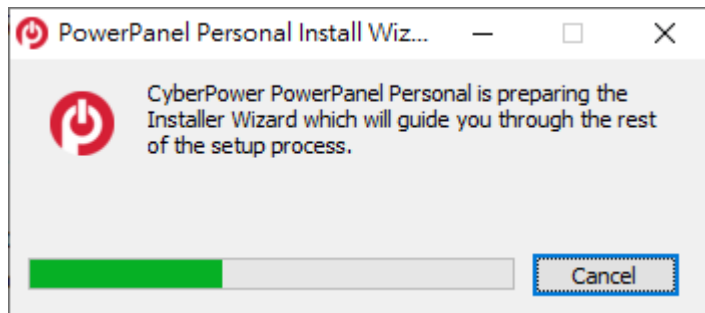 PowerPanel Personal Install Wiz...
CyberPower PowerPanel Personal is preparing the
Installer Wizard which will guide you through the rest
of the setup process.
Cancel